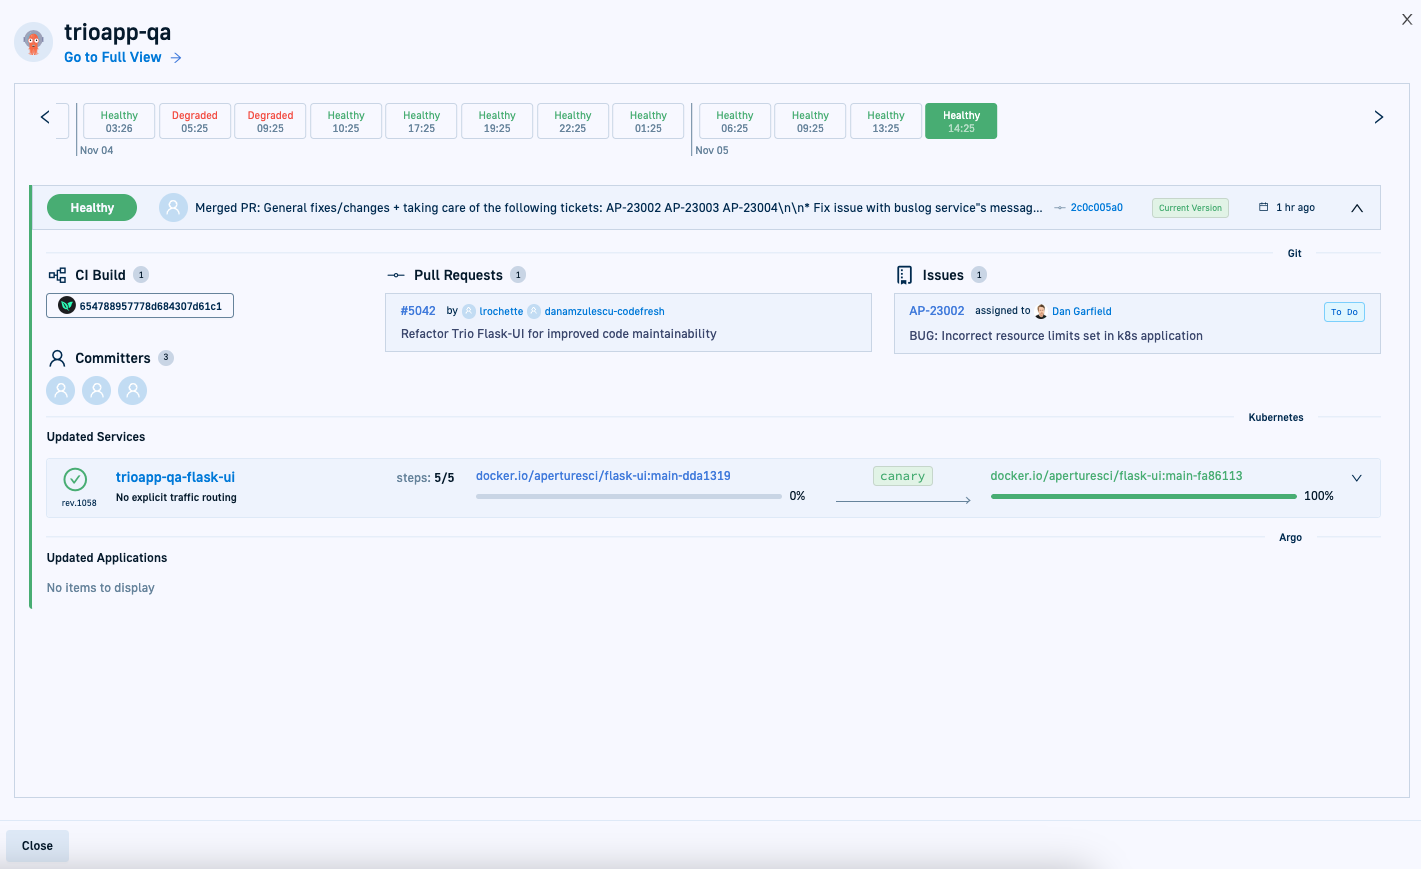 X
trioapp-qa
Go to Full View
Healthy 03:26
Degraded 05:25
Degraded 09:25
Healthy 10:25
Healthy 17:25
Healthy 19:25
Healthy 22:25
Healthy 01:25
Healthy 06:25
Healthy 09:25
Healthy 13:25
Healthy 14:25
Nov 04
Nov 05
Healthy Merged PR: General fixes/changes + taking care of the following tickets: AP-23002 AP-23003 AP-23004\n\n* Fix issue with buslog service"s messag... 2c0c005a0 Current Version 1 hr ago
Git
CI Build 1
654788957778d684307d61c1
Pull Requests 1
#5042 by lrochette danamzulescu-codefresh
Refactor Trio Flask-UI for improved code maintainability
Issues 1
AP-23002 assigned to Dan Garfield To Do
BUG: Incorrect resource limits set in k8s application
Committers 3
Kubernetes
Updated Services
rev.1058
trioapp-qa-flask-ui
No explicit traffic routing
steps: 5/5
docker.io/aperturesci/flask-ui:main-dda1319
0%
canary
docker.io/aperturesci/flask-ui:main-fa86113
100%
Argo
Updated Applications
No items to display
Close